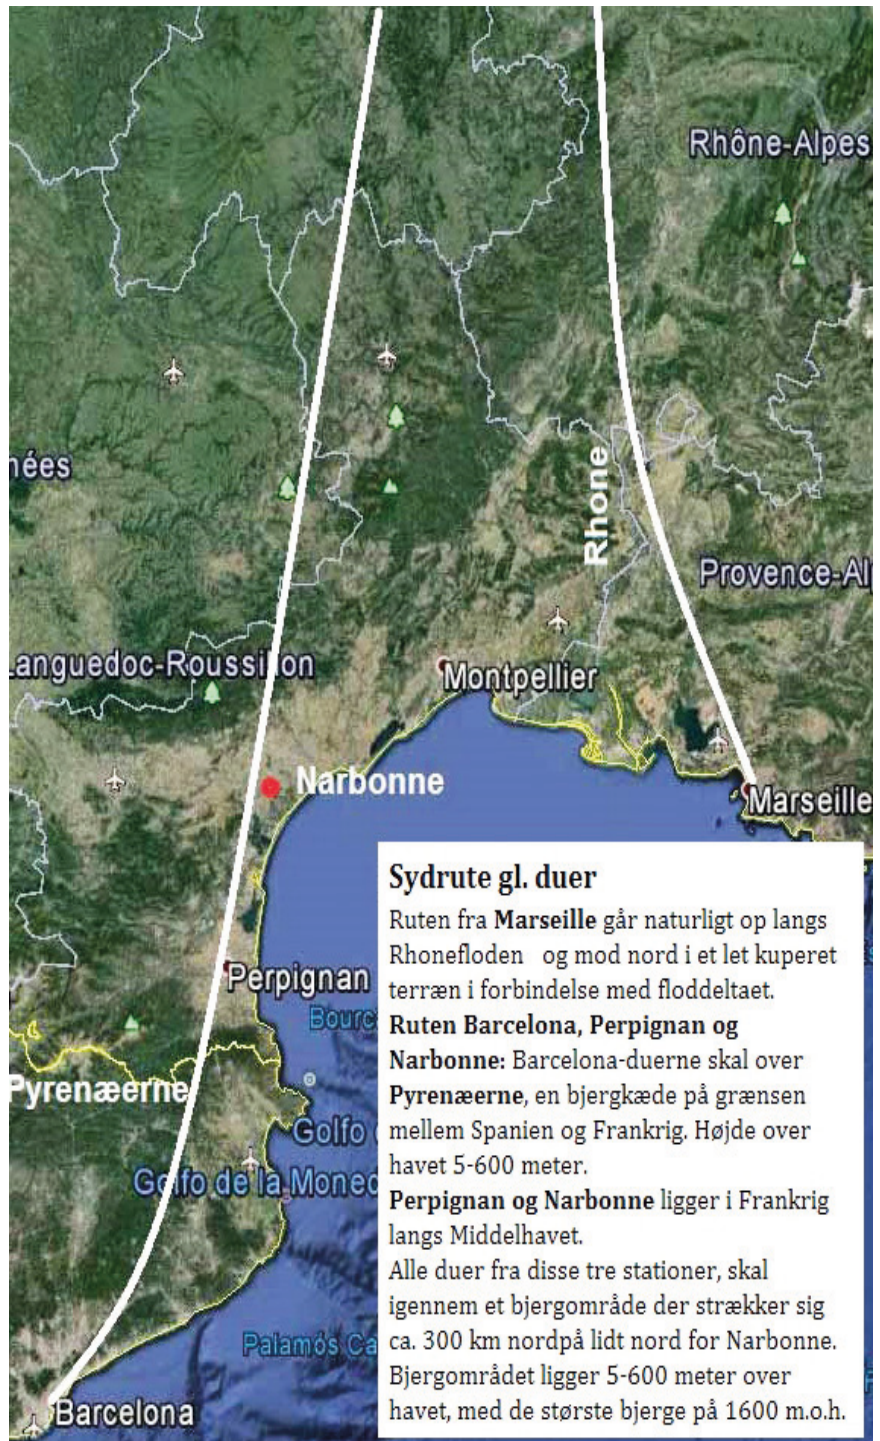 Rhône-Alpes
nées
Rhone
Provence-Al
Languedoc-Roussillon
Montpellier
Narbonne
Marseille
Perpignan
Pyrenæerne
Golfo
Golfo de la Moned
Palamós Ca
Barcelona
Sydrute gl. duer
Ruten fra Marseille går naturligt op langs
Rhonefloden og mod nord i et let kuperet
terræn i forbindelse med floddeltaet.
Ruten Barcelona, Perpignan og
Narbonne: Barcelona-duerne skal over
Pyrenæerne, en bjergkæde på grænsen
mellem Spanien og Frankrig. Højde over
havet 5-600 meter.
Perpignan og Narbonne ligger i Frankrig
langs Middelhavet.
Alle duer fra disse tre stationer, skal
igennem et bjergområde der strækker sig
ca. 300 km nordpå lidt nord for Narbonne.
Bjergområdet ligger 5-600 meter over
havet, med de største bjerge på 1600 m.o.h.